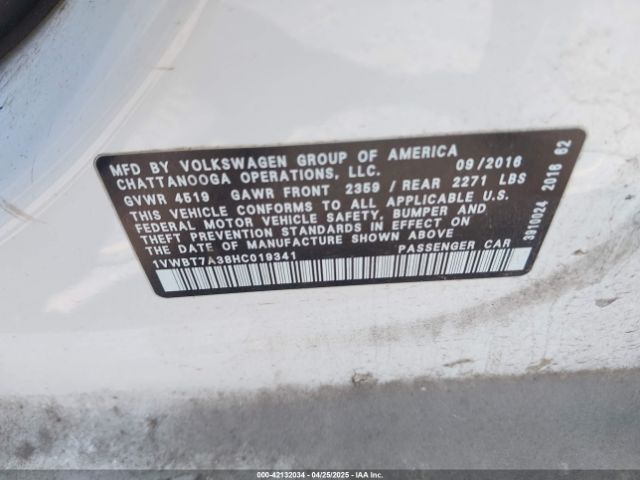 MFD BY VOLKSWAGEN GROUP OF AMERICA
CHATTANOOGA OPERATIONS, LLC. 09/2016
GVWR 4519 GAWR FRONT 2359 / REAR 2271 LBS
THIS VEHICLE CONFORMS TO ALL APPLICABLE U.S.
FEDERAL MOTOR VEHICLE SAFETY, BUMPER AND
THEFT PREVENTION STANDARDS IN EFFECT ON
THE DATE OF MANUFACTURE SHOWN ABOVE
1VWBT7A38HC019341 PASSENGER CAR
3910024 2016 62
000-42132034 | 04/25/2025 | IAA Inc.